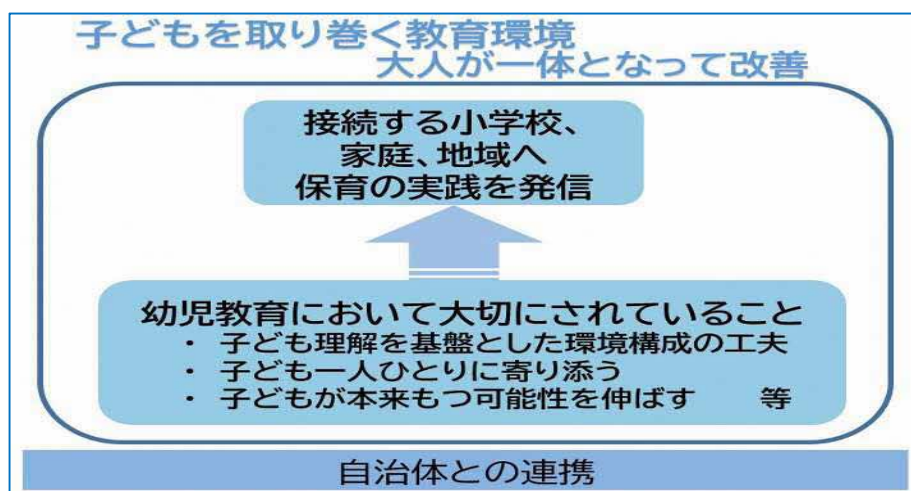 子どもを取り巻く教育環境
大人が一体となって改善
接続する小学校、
家庭、地域へ
保育の実践を発信
幼児教育において大切にされていること
・ 子ども理解を基盤とした環境構成の工夫
・ 子ども一人ひとりに寄り添う
・ 子どもが本来もつ可能性を伸ばす　等
自治体との連携